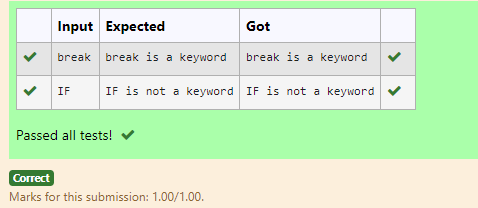 Input Expected Got
break break is a keyword break is a keyword
IF IF is not a keyword IF is not a keyword
Passed all tests!
Correct
Marks for this submission: 1.00/1.00.